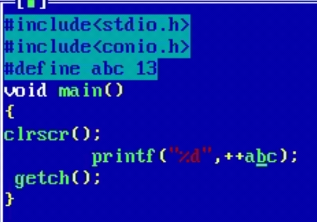 #include<stdio.h>
#include<conio.h>
#define abc 13
void main()
{
clrscr();
printf("%d",++abc);
getch();
}